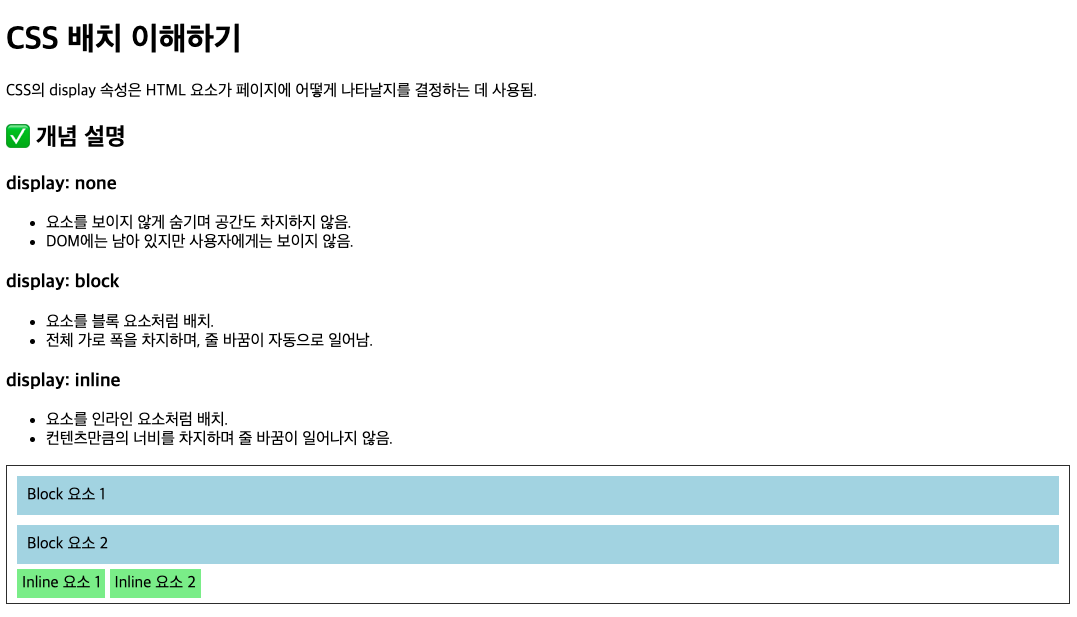 CSS 배치 이해하기
CSS의 display 속성은 HTML 요소가 페이지에 어떻게 나타날지를 결정하는 데 사용됨.
✅ 개념 설명
display: none
• 요소를 보이지 않게 숨기며 공간도 차지하지 않음.
• DOM에는 남아 있지만 사용자에게는 보이지 않음.
display: block
• 요소를 블록 요소처럼 배치.
• 전체 가로 폭을 차지하며, 줄 바꿈이 자동으로 일어남.
display: inline
• 요소를 인라인 요소처럼 배치.
• 컨텐츠만큼의 너비를 차지하며 줄 바꿈이 일어나지 않음.
Block 요소 1
Block 요소 2
Inline 요소 1 Inline 요소 2